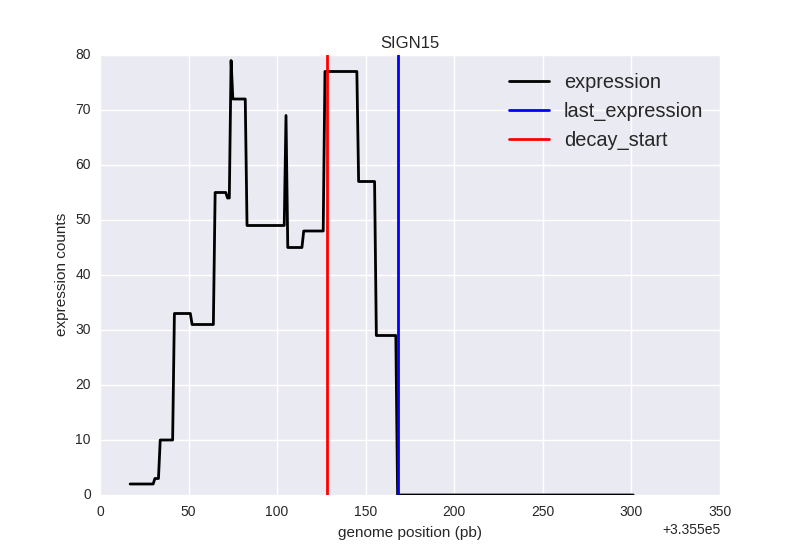 SIGN15
80
70
60
50
40
30
20
10
0
expression counts
expression
last_expression
decay_start
0 50 100 150 200 250 300 350
genome position (pb)
+3.355e5